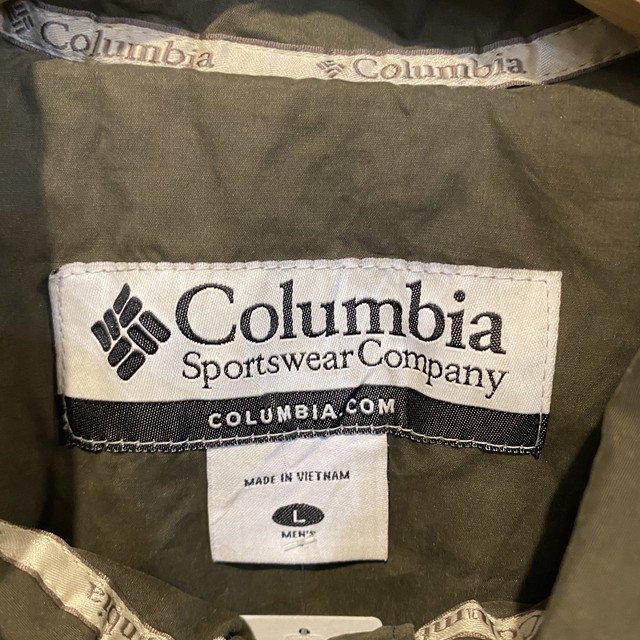 Columbia Columbia
Columbia
Sportswear Company
COLUMBIA.COM
MADE IN VIETNAM
L
MEN'S